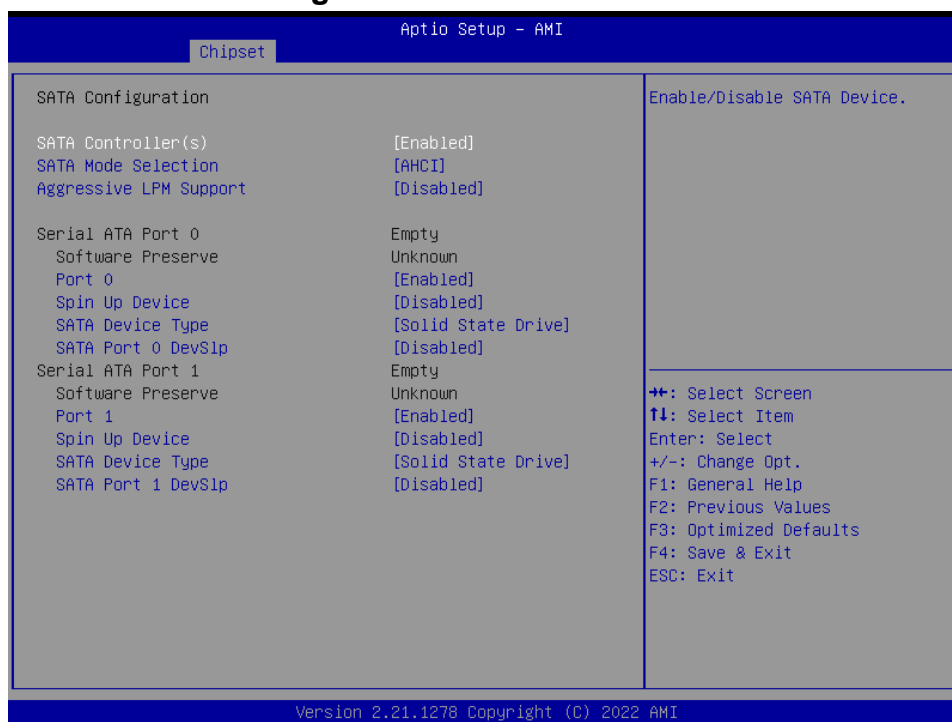 Aptio Setup – AMI
Chipset
SATA Configuration
SATA Controller(s) [Enabled]
SATA Mode Selection [AHCI]
Aggressive LPM Support [Disabled]
Serial ATA Port 0 Empty
Software Preserve Unknown
Port 0 [Enabled]
Spin Up Device [Disabled]
SATA Device Type [Solid State Drive]
SATA Port 0 DevSlp [Disabled]
Serial ATA Port 1 Empty
Software Preserve Unknown
Port 1 [Enabled]
Spin Up Device [Disabled]
SATA Device Type [Solid State Drive]
SATA Port 1 DevSlp [Disabled]
Enable/Disable SATA Device.
→←: Select Screen
↑↓: Select Item
Enter: Select
+/-: Change Opt.
F1: General Help
F2: Previous Values
F3: Optimized Defaults
F4: Save & Exit
ESC: Exit
Version 2.21.1278 Copyright (C) 2022 AMI